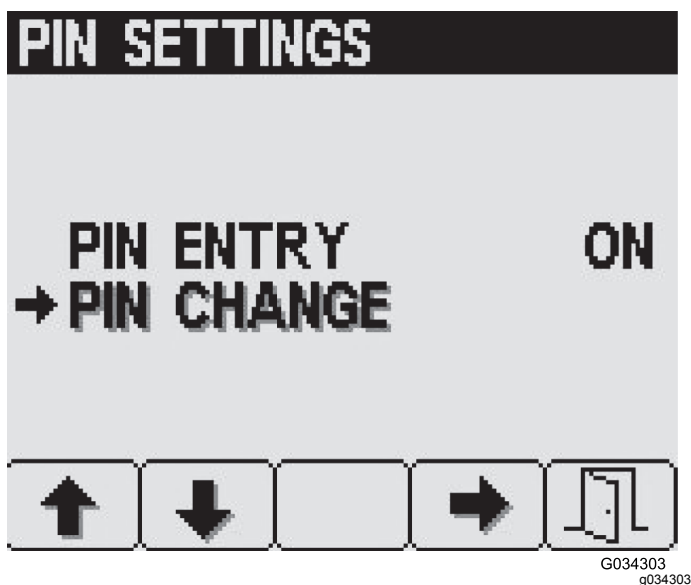 PIN SETTINGS
PIN ENTRY ON
PIN CHANGE
G034303
g034303